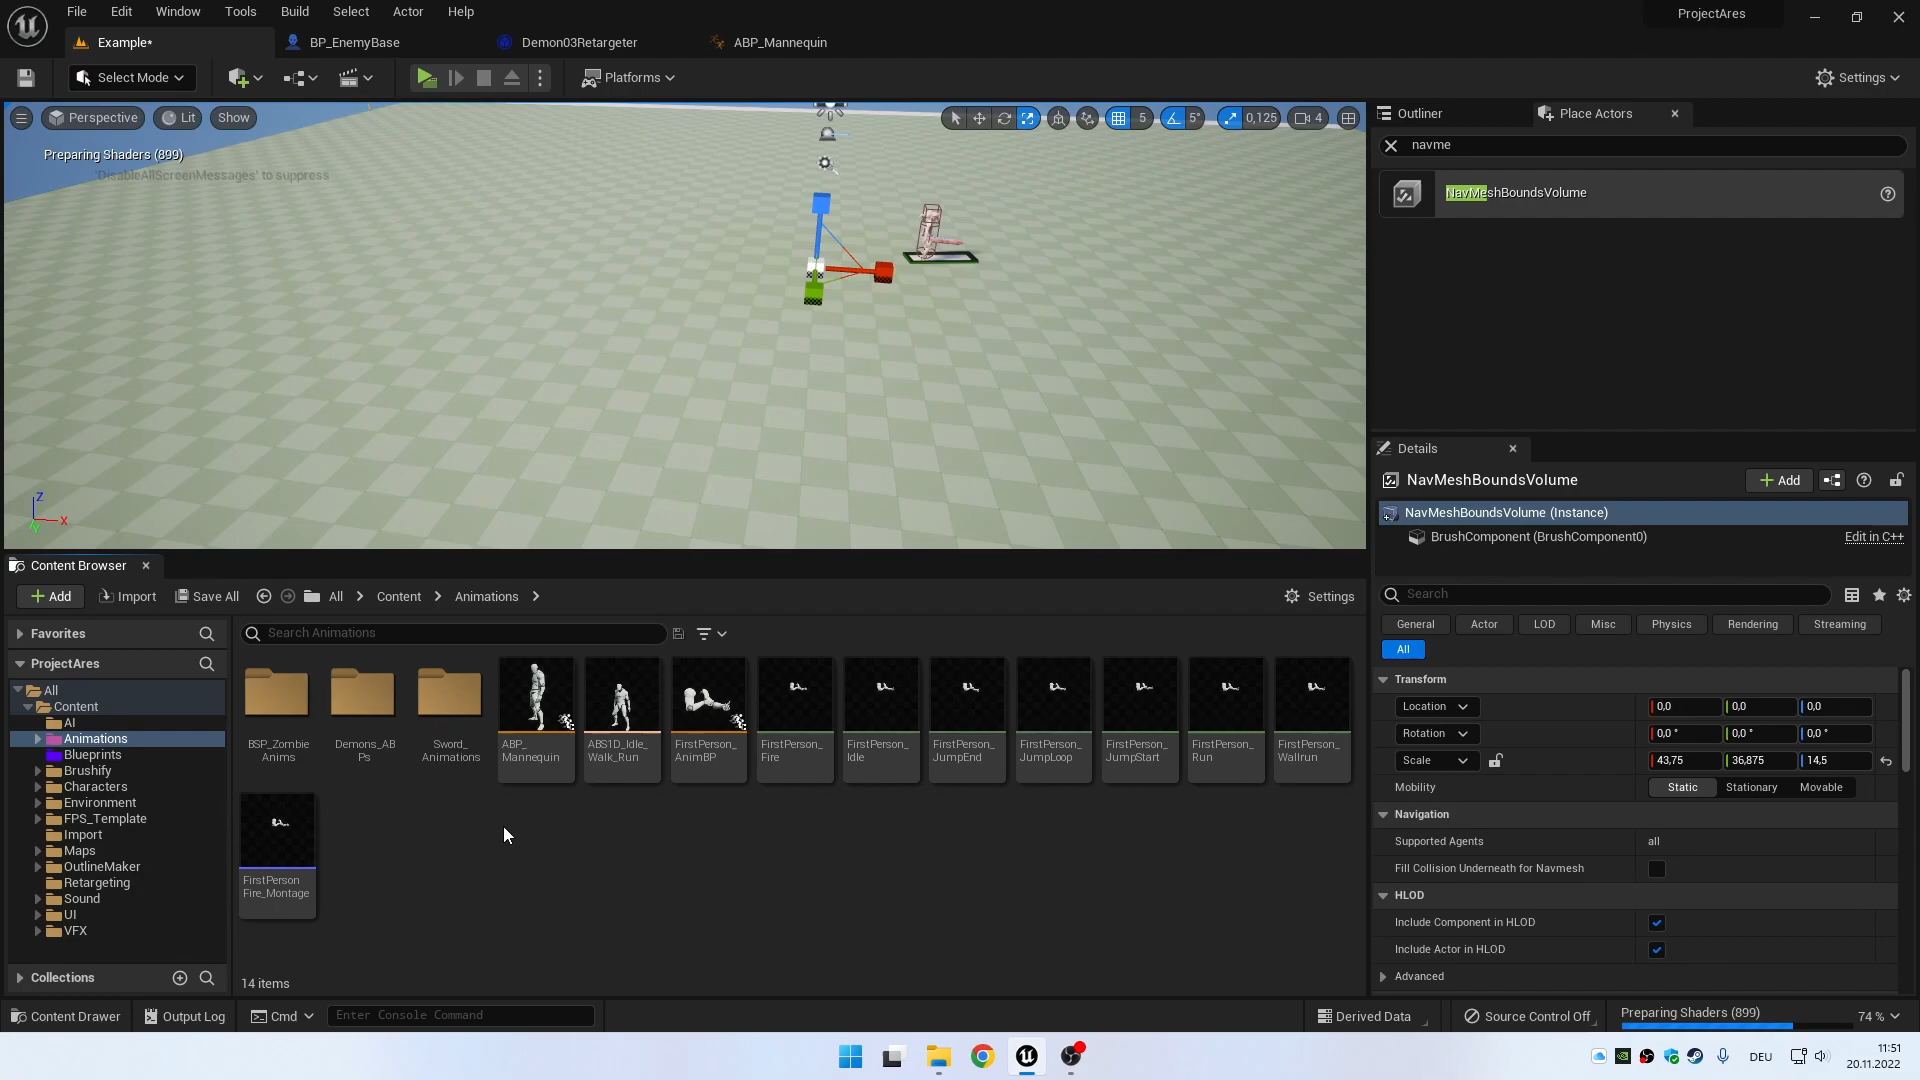 File Edit Window Tools Build Select Actor Help
ProjectAres
Example*
BP_EnemyBase
Demon03Retargeter
ABP_Mannequin
Select Mode
Platforms
Settings
Perspective
Lit
Show
5
5°
0,125
4
Preparing Shaders (899)
'DisableAllScreenMessages' to suppress
Z
X
Y
Outliner
Place Actors
navme
NavMeshBoundsVolume
Details
NavMeshBoundsVolume
Add
NavMeshBoundsVolume (Instance)
BrushComponent (BrushComponent0)
Edit in C++
Search
General
Actor
LOD
Misc
Physics
Rendering
Streaming
All
Transform
Location
0,0
0,0
0,0
Rotation
0,0 °
0,0 °
0,0 °
Scale
43,75
36,875
14,5
Mobility
Static
Stationary
Movable
Navigation
Supported Agents
all
Fill Collision Underneath for Navmesh
HLOD
Include Component in HLOD
Include Actor in HLOD
Advanced
Content Browser
Add
Import
Save All
All
Content
Animations
Settings
Favorites
ProjectAres
All
Content
AI
Animations
Blueprints
Brushify
Characters
Environment
FPS_Template
Import
Maps
OutlineMaker
Retargeting
Sound
UI
VFX
Collections
Search Animations
BSP_Zombie
Anims
Demons_AB
Ps
Sword_
Animations
ABP_
Mannequin
ABS1D_Idle_
Walk_Run
FirstPerson_
AnimBP
FirstPerson_
Fire
FirstPerson_
Idle
FirstPerson_
JumpEnd
FirstPerson_
JumpLoop
FirstPerson_
JumpStart
FirstPerson_
Run
FirstPerson_
Wallrun
FirstPerson
Fire_Montage
14 items
Content Drawer
Output Log
Cmd
Enter Console Command
Derived Data
Source Control Off
Preparing Shaders (899)
74 %
DEU
11:51
20.11.2022